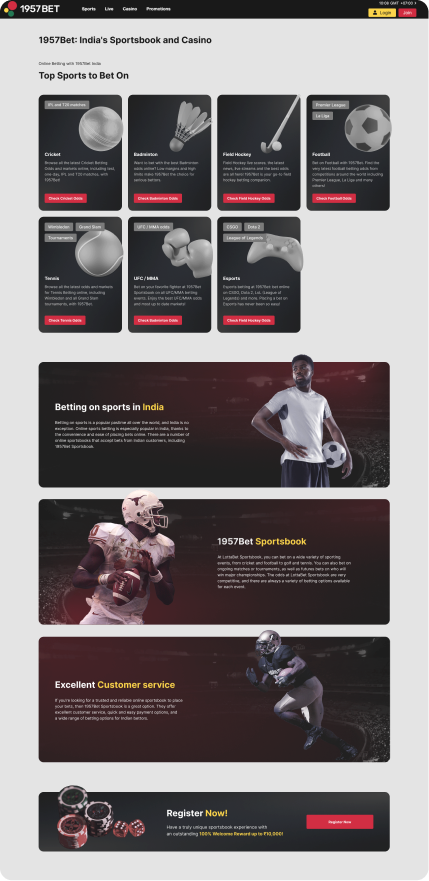 1957BET
Sports
Live
Casino
Promotions
Login
Join
1957Bet: India's Sportsbook and Casino
Online Betting with 1957Bet India
Top Sports to Bet On
IPL and T20 matches
Cricket
Browse all the latest Cricket Betting
Odds and markets online, including test,
one day, IPL and T20 matches, with
1957Bet!
Check Cricket Odds
Badminton
Want to bet with the best Badminton
odds online? Low margins and high
limits make 1957Bet the choice for
serious bettors.
Check Badminton Odds
Field Hockey
Field Hockey live scores, the latest
news, live streams and the best odds
are all here! 1957Bet is your go-to field
hockey betting companion.
Check Field Hockey Odds
Premier League
La Liga
Football
Bet on Football with 1957Bet. Find the
very latest football odds from
competitions around the world including
Premier League, La Liga and many
others!
Check Football Odds
Wimbledon
Grand Slam
Tournaments
Tennis
Browse all the latest odds and markets
for Tennis Betting online, including
Wimbledon and all Grand Slam
tournaments, with 1957Bet.
Check Tennis Odds
UFC / MMA odds
UFC / MMA
Bet on your favorite fighter at 1957Bet
Sportsbook on all UFC/MMA betting
events. Enjoy the best UFC/MMA odds
and most up to date markets!
Check Badminton Odds
CSGO
Dota 2
League of Legends
Esports
Esports betting at 1957Bet: bet online
on CSGO, Dota 2, LoL (League of
Legends) and more. Placing a bet on
Esports has never been so easy!
Check Field Hockey Odds
Betting on sports in India
Betting on sports is a popular pastime all over the world, and India is no
exception. Online sports betting is especially popular in India, thanks to
the convenience and ease of placing bets online. There are a number of
online sportsbooks that accept bets from Indian customers, including
1957Bet Sportsbook.
1957Bet Sportsbook
At LottaBet Sportsbook, you can bet on a wide variety of sporting
events, from cricket and football to golf and tennis. You can also bet on
ongoing matches or tournaments, as well as futures bets on who will
win major championships. The odds at LottaBet Sportsbook are very
competitive, and there are always a variety of betting options available
for each event.
Excellent Customer service
If you're looking for a trusted and reliable online sportsbook to place
your bets, then 1957Bet Sportsbook is a great option. They offer
excellent customer service, quick and easy payment options, and
a wide range of betting options for Indian bettors.
Register Now!
Have a truly unique sportsbook experience with
an outstanding 100% Welcome Reward up to ₹10,000!
Register Now